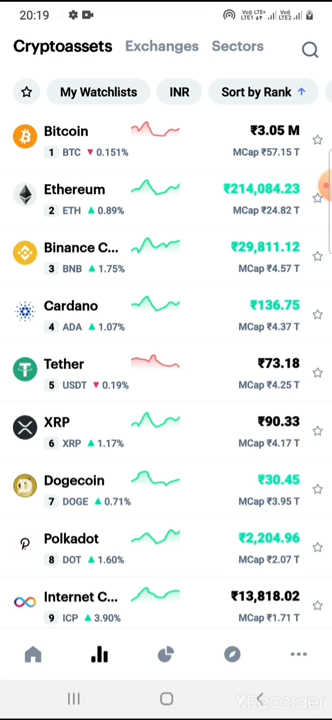 20:19
Vo)) LTE+ LTE1 Vo)) LTE2
Cryptoassets Exchanges Sectors
My Watchlists INR Sort by Rank ↑
Bitcoin ₹3.05 M
1 BTC ▼ 0.151% MCap ₹57.15 T
Ethereum ₹214,084.23
2 ETH ▲ 0.89% MCap ₹24.82 T
Binance C... ₹29,811.12
3 BNB ▲ 1.75% MCap ₹4.57 T
Cardano ₹136.75
4 ADA ▲ 1.07% MCap ₹4.37 T
Tether ₹73.18
5 USDT ▼ 0.19% MCap ₹4.25 T
XRP ₹90.33
6 XRP ▲ 1.17% MCap ₹4.17 T
Dogecoin ₹30.45
7 DOGE ▲ 0.71% MCap ₹3.95 T
Polkadot ₹2,204.96
8 DOT ▲ 1.60% MCap ₹2.07 T
Internet C... ₹13,818.02
9 ICP ▲ 3.90% MCap ₹1.71 T
XRecorder